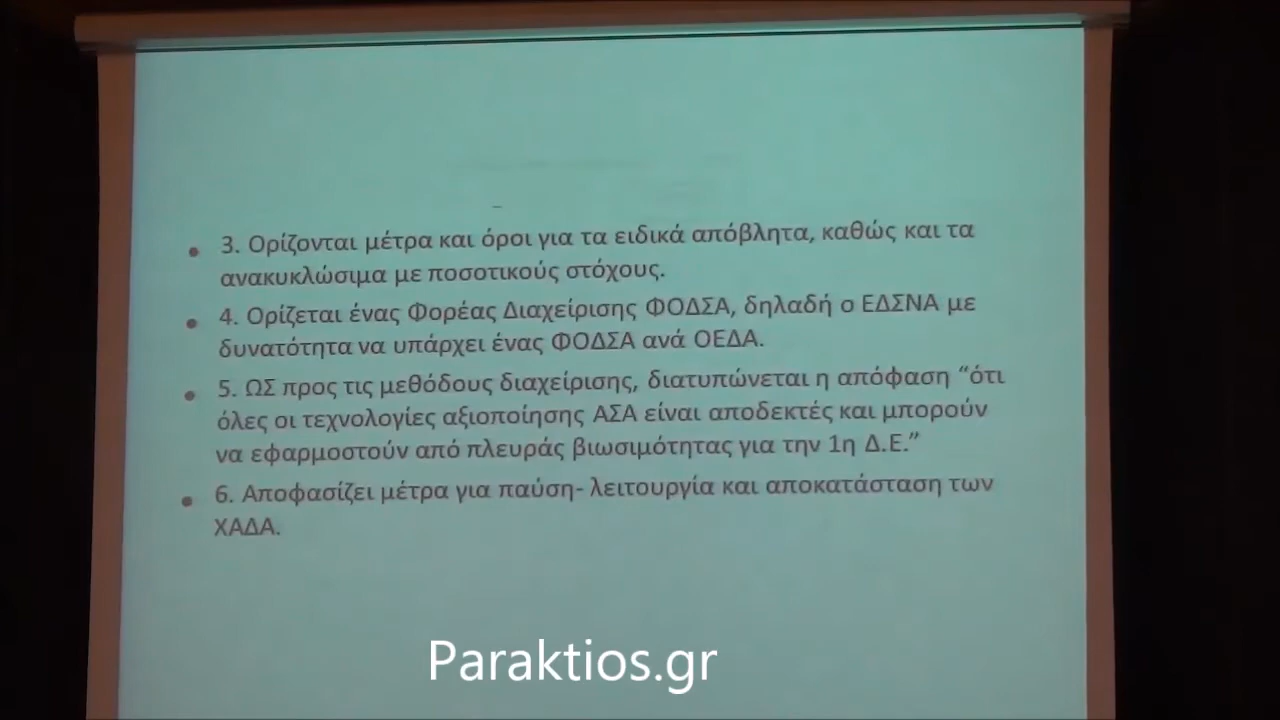 • 3. Ορίζονται μέτρα και όροι για τα ειδικά απόβλητα, καθώς και τα
ανακυκλώσιμα με ποσοτικούς στόχους.
• 4. Ορίζεται ένας Φορέας Διαχείρισης ΦΟΔΣΑ, δηλαδή ο ΕΔΣΝΑ με
δυνατότητα να υπάρχει ένας ΦΟΔΣΑ ανά ΟΕΔΑ.
• 5. ΩΣ προς τις μεθόδους διαχείρισης, διατυπώνεται η απόφαση “ότι
όλες οι τεχνολογίες αξιοποίησης ΑΣΑ είναι αποδεκτές και μπορούν
να εφαρμοστούν από πλευράς βιωσιμότητας για την 1η Δ.Ε.”
• 6. Αποφασίζει μέτρα για παύση- λειτουργία και αποκατάσταση των
ΧΑΔΑ.
Paraktios.gr